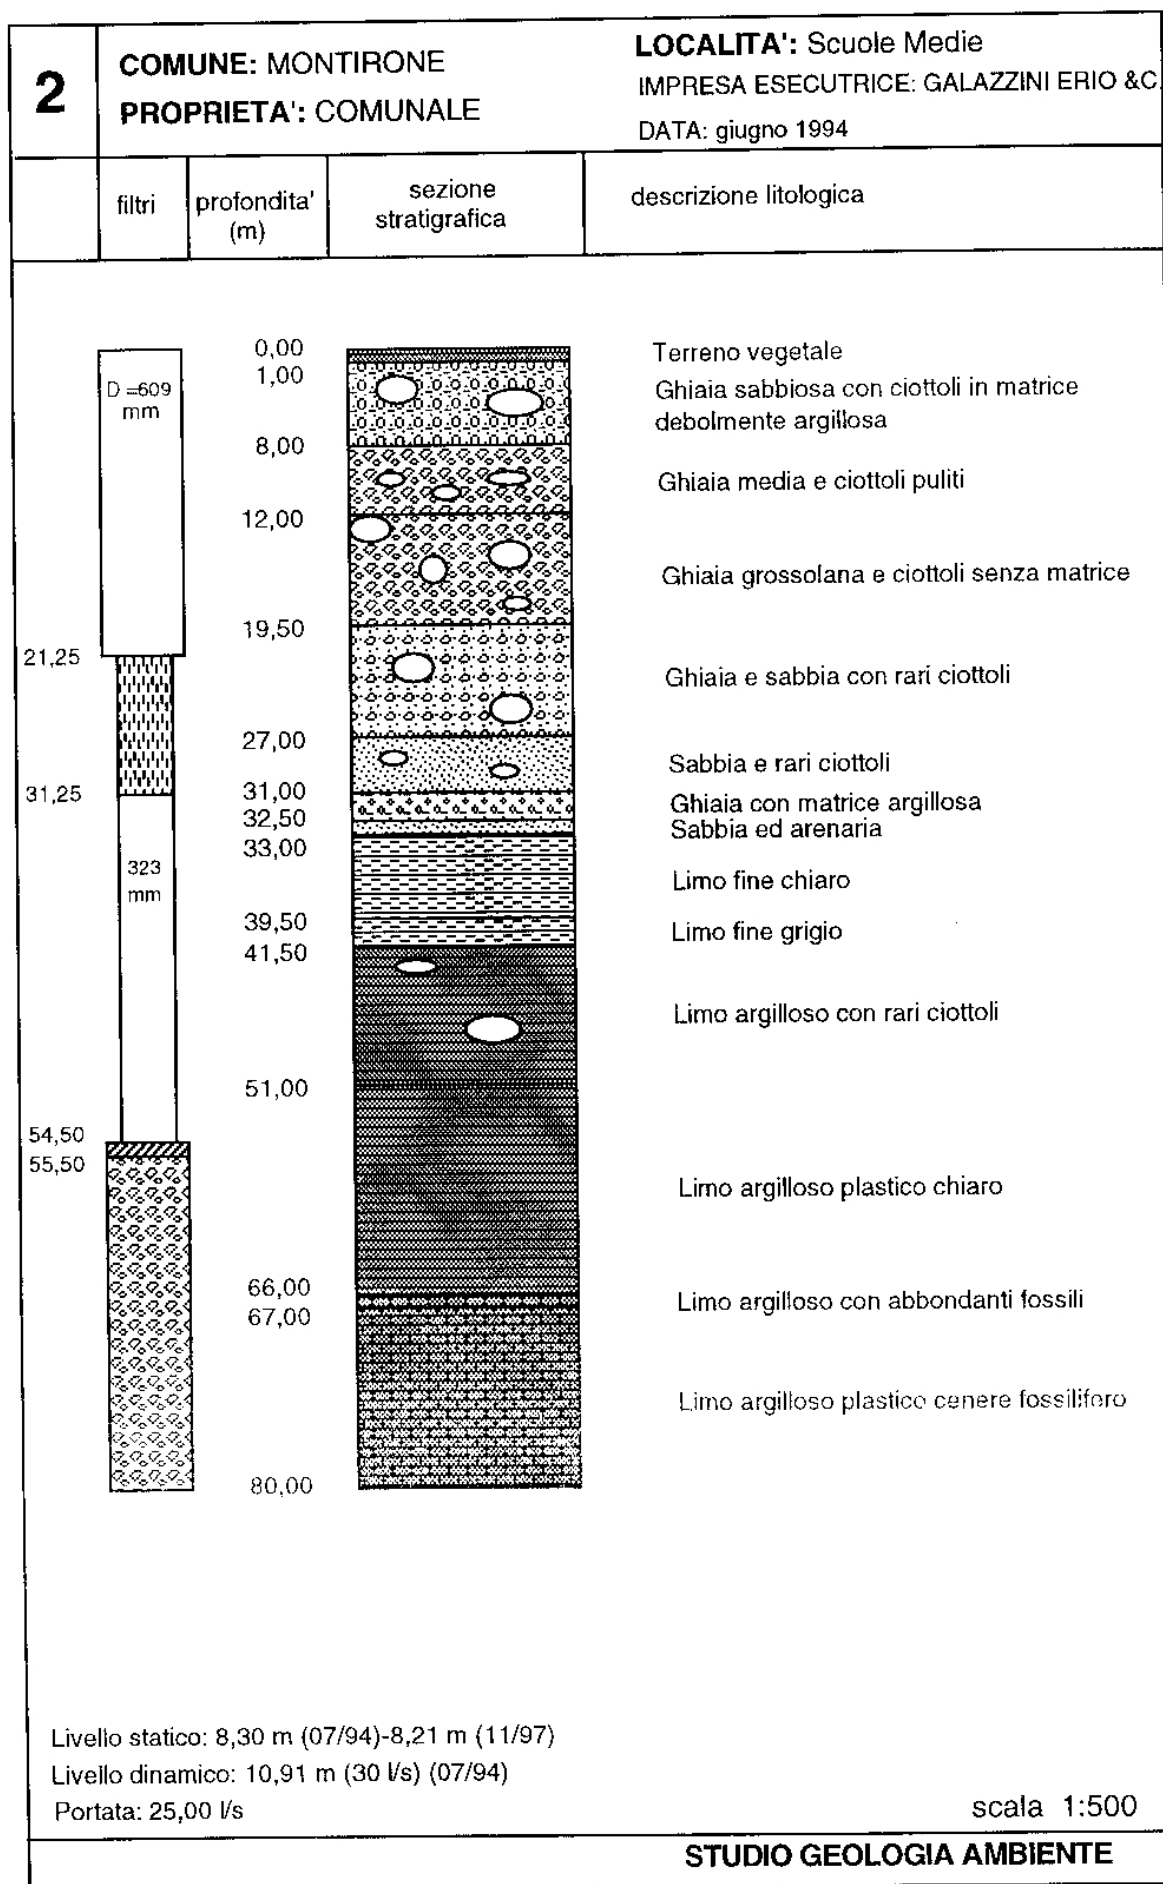 2
COMUNE: MONTIRONE
PROPRIETA': COMUNALE
LOCALITA': Scuole Medie
IMPRESA ESECUTRICE: GALAZZINI ERIO &C.
DATA: giugno 1994
filtri
profondita'
(m)
sezione
stratigrafica
descrizione litologica
D =609
mm
21,25
31,25
323
mm
54,50
55,50
0,00
1,00
8,00
12,00
19,50
27,00
31,00
32,50
33,00
39,50
41,50
51,00
66,00
67,00
80,00
Terreno vegetale
Ghiaia sabbiosa con ciottoli in matrice
debolmente argillosa
Ghiaia media e ciottoli puliti
Ghiaia grossolana e ciottoli senza matrice
Ghiaia e sabbia con rari ciottoli
Sabbia e rari ciottoli
Ghiaia con matrice argillosa
Sabbia ed arenaria
Limo fine chiaro
Limo fine grigio
Limo argilloso con rari ciottoli
Limo argilloso plastico chiaro
Limo argilloso con abbondanti fossili
Limo argilloso plastico cenere fossilifero
Livello statico: 8,30 m (07/94)-8,21 m (11/97)
Livello dinamico: 10,91 m (30 l/s) (07/94)
Portata: 25,00 l/s
scala 1:500
STUDIO GEOLOGIA AMBIENTE